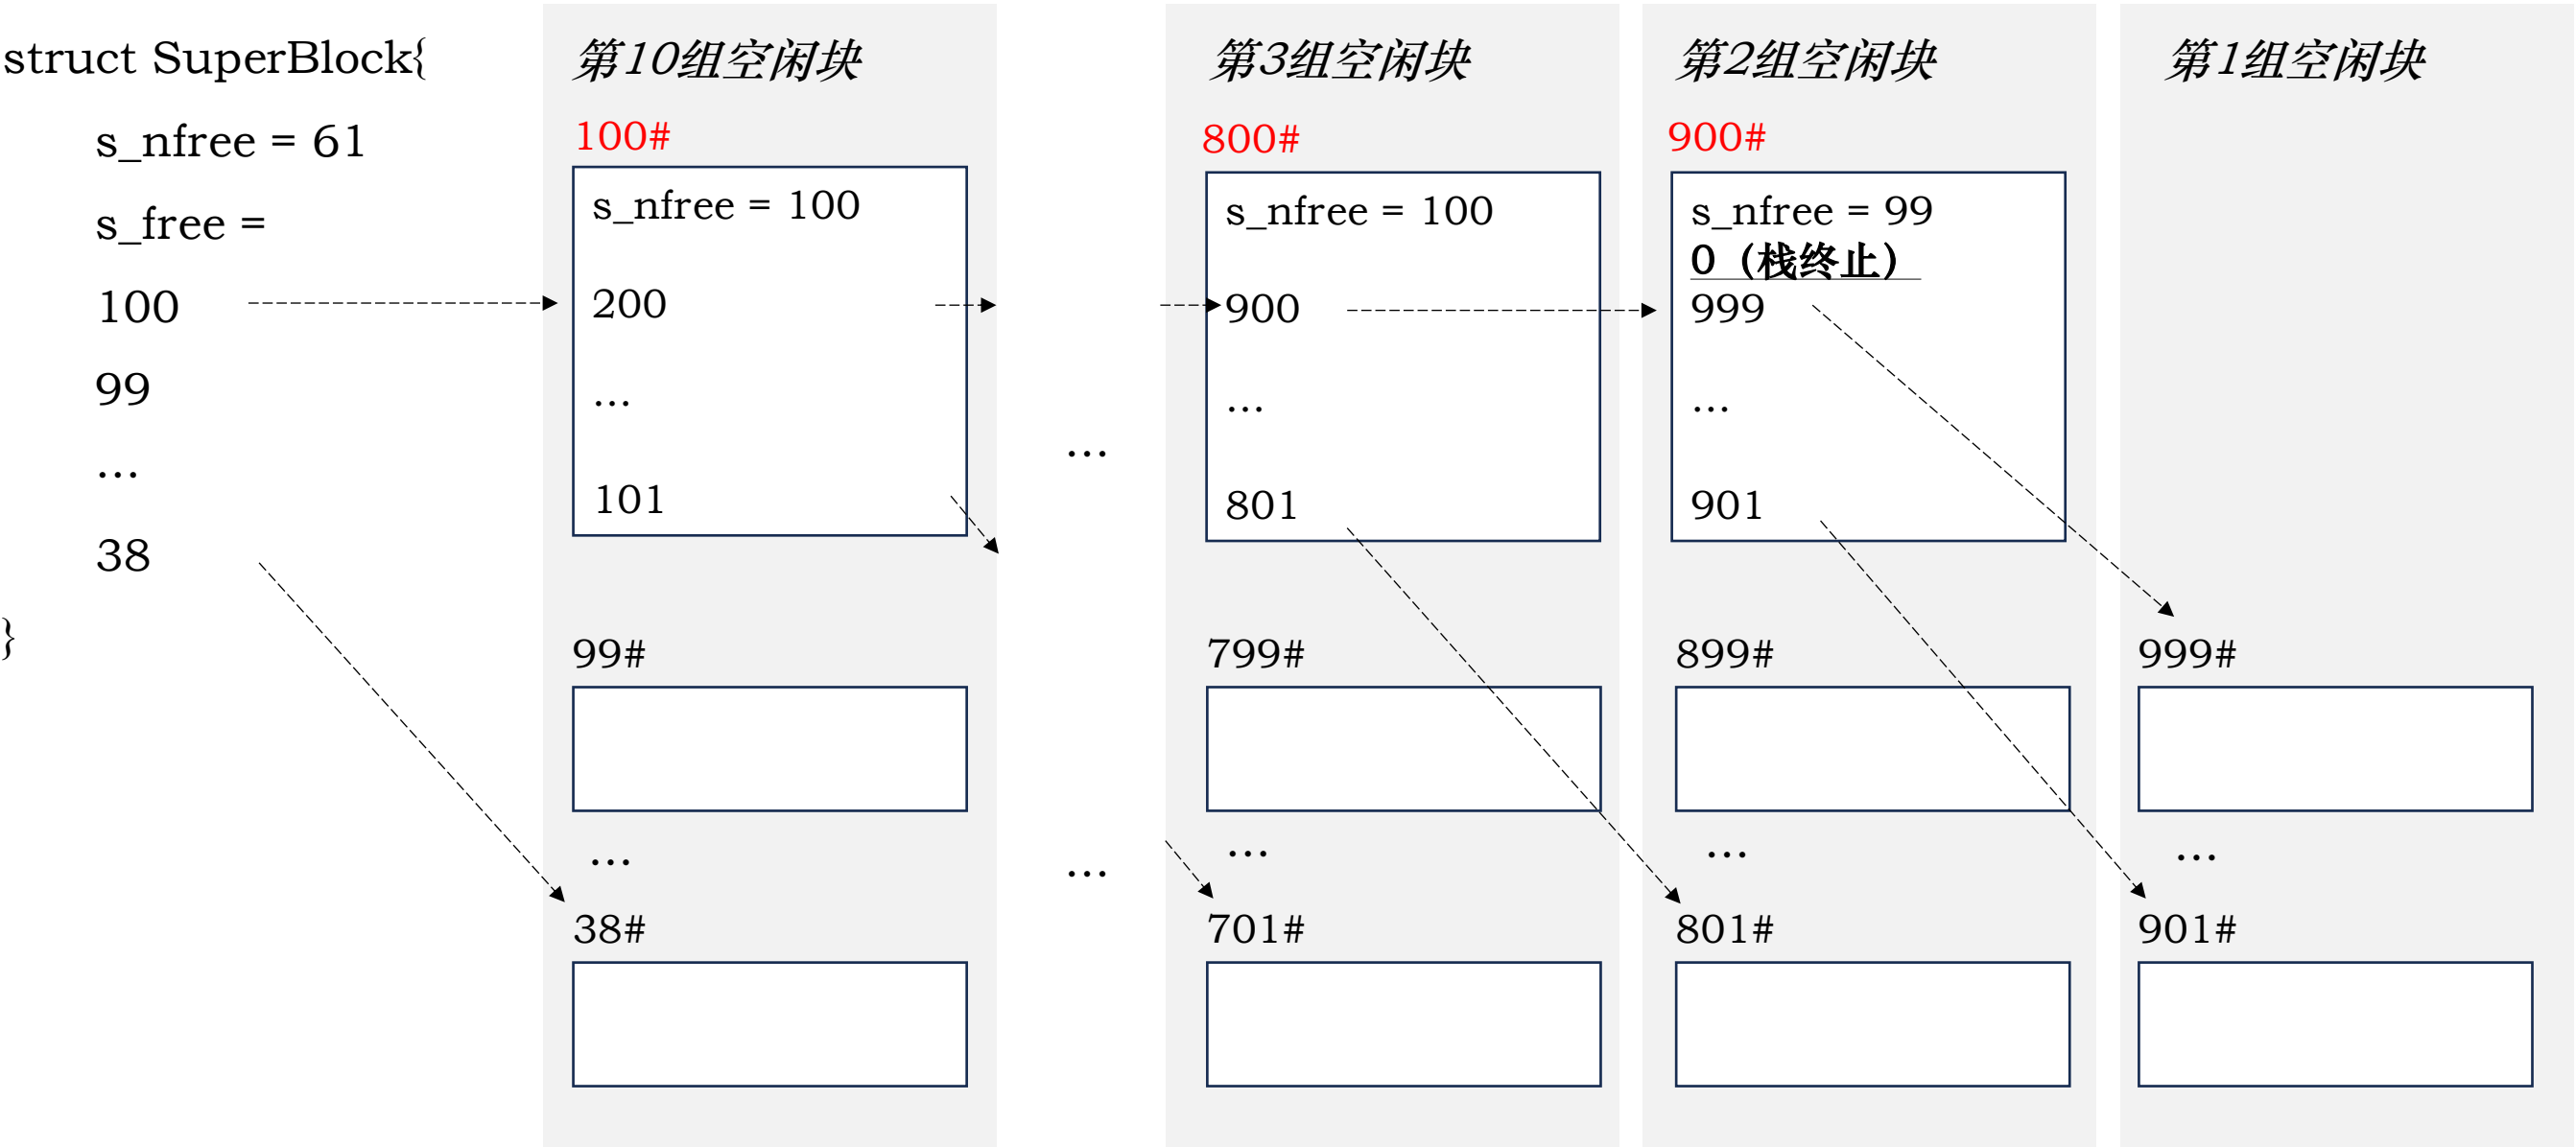 struct SuperBlock{
s_nfree = 61
s_free =
100
99
...
38
}
第10组空闲块
100#
s_nfree = 100
200
...
101
99#
...
38#
...
...
第3组空闲块
800#
s_nfree = 100
900
...
801
799#
...
701#
第2组空闲块
900#
s_nfree = 99
0（栈终止）
999
...
901
899#
...
801#
第1组空闲块
999#
...
901#